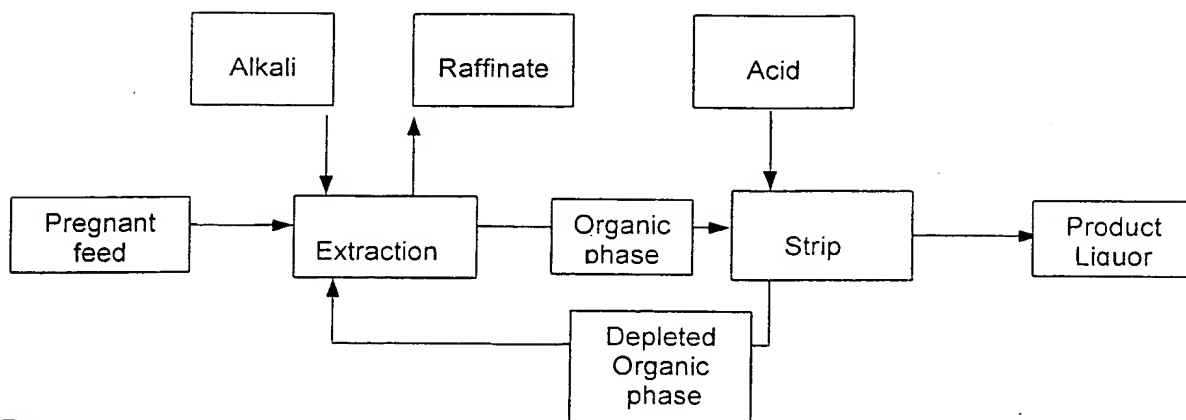 Alkali
Raffinate
Acid
Pregnant
feed
Extraction
Organic
phase
Strip
Product
Liquor
Depleted
Organic
phase